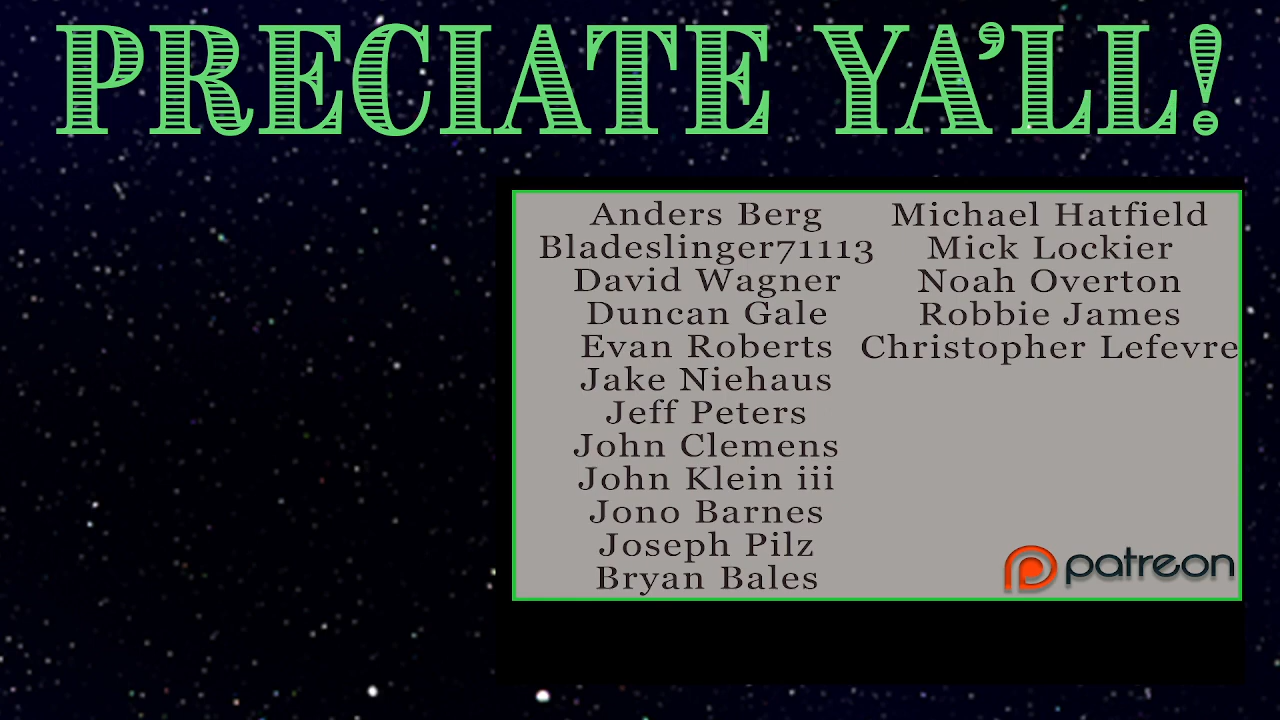 PRECIATE YA'LL!
Anders Berg
Bladeslinger71113
David Wagner
Duncan Gale
Evan Roberts
Jake Niehaus
Jeff Peters
John Clemens
John Klein iii
Jono Barnes
Joseph Pilz
Bryan Bales
Michael Hatfield
Mick Lockier
Noah Overton
Robbie James
Christopher Lefevre
patreon